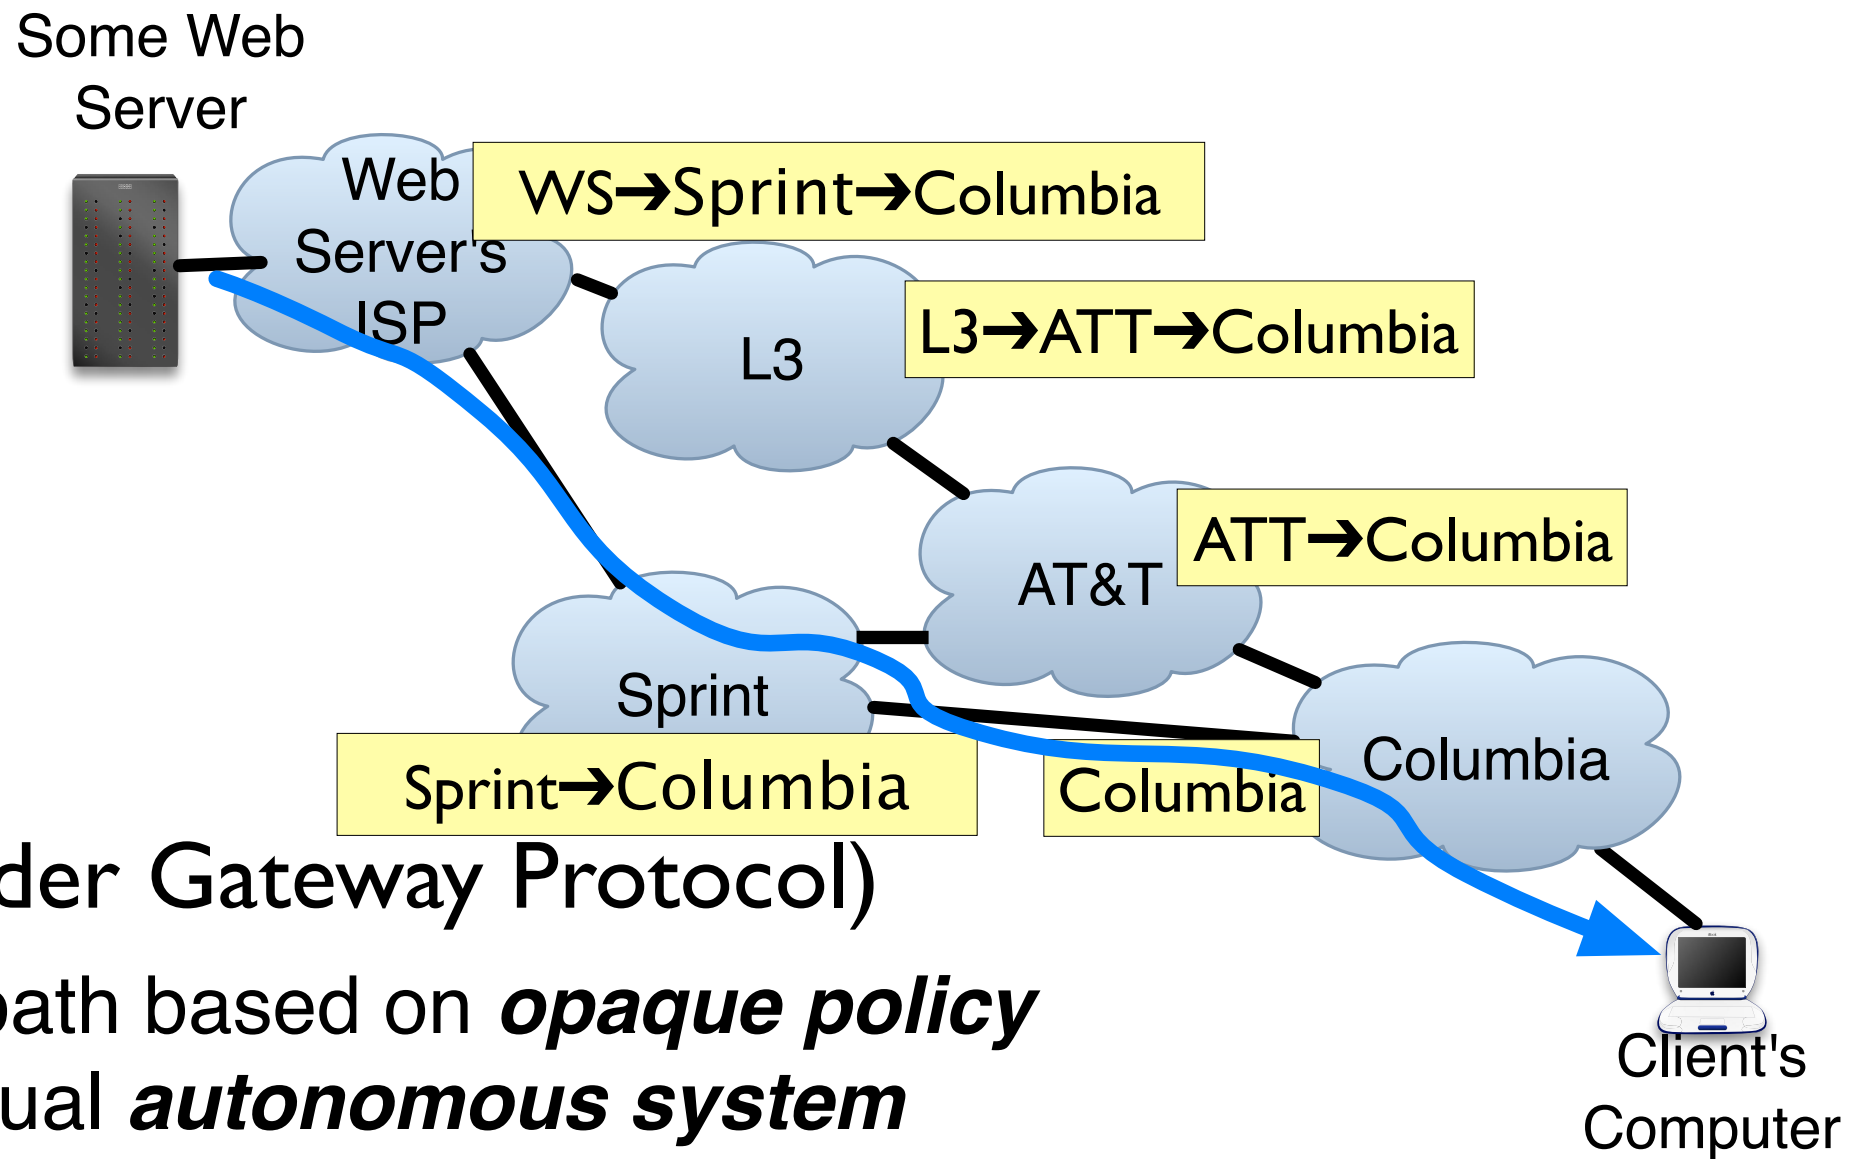 Some Web
Server
Web
Server's
ISP
WS➔Sprint➔Columbia
L3
L3➔ATT➔Columbia
AT&T
ATT➔Columbia
Sprint
Sprint➔Columbia
Columbia
Columbia
der Gateway Protocol)
path based on opaque policy
ual autonomous system
Client's
Computer